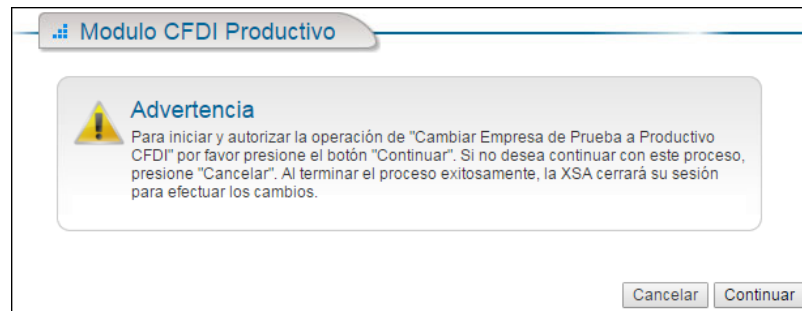 Modulo CFDI Productivo
Advertencia
Para iniciar y autorizar la operación de "Cambiar Empresa de Prueba a Productivo
CFDI" por favor presione el botón "Continuar". Si no desea continuar con este proceso,
presione "Cancelar". Al terminar el proceso exitosamente, la XSA cerrará su sesión
para efectuar los cambios.
Cancelar Continuar